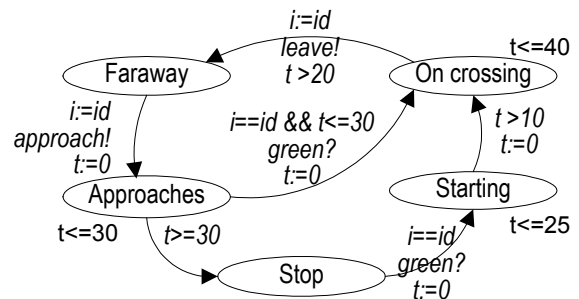 i:=id
leave!
t >20
t<=40
Faraway
On crossing
i:=id
approach!
t:=0
i==id && t<=30
green?
t:=0
t >10
t:=0
Approaches
Starting
t<=30
t>=30
t<=25
i==id
green?
t:=0
Stop